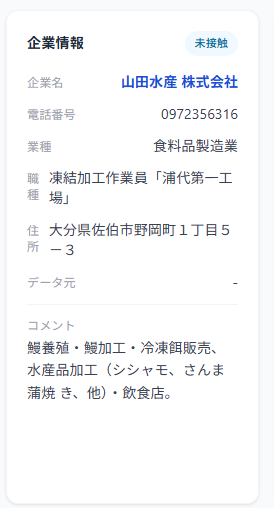 企業情報
未接触
企業名 山田水産 株式会社
電話番号 0972356316
業種 食料品製造業
職種 凍結加工作業員「浦代第一工
場」
住所 大分県佐伯市野岡町１丁目５
－３
データ元 -
コメント
鰻養殖・鰻加工・冷凍餌販売、
水産品加工（シシャモ、さんま
蒲焼 き、他）・飲食店。